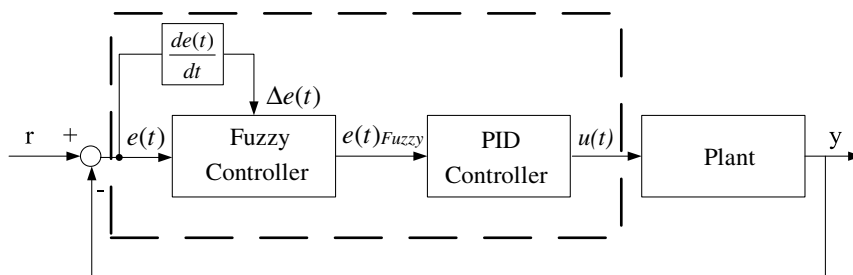 de(t)
dt
Δe(t)
r
+
-
e(t)
Fuzzy
Controller
e(t)Fuzzy
PID
Controller
u(t)
Plant
y